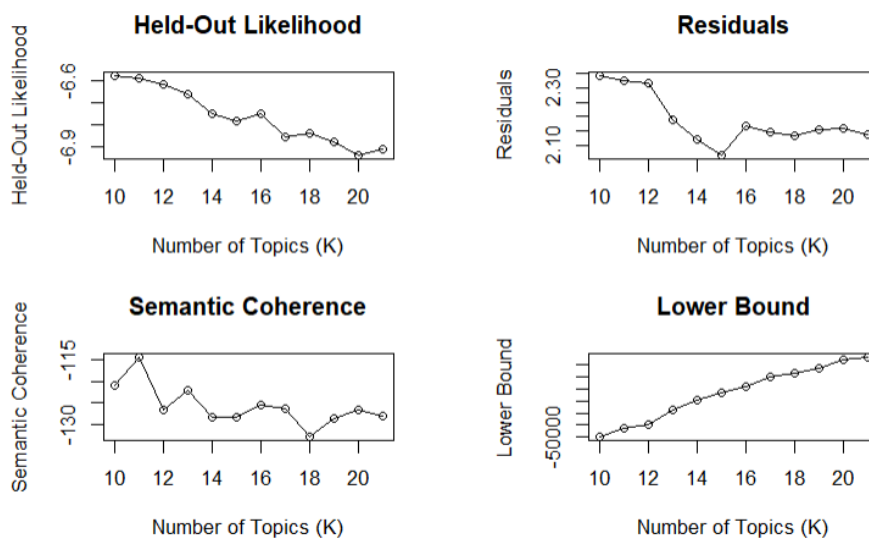 Held-Out Likelihood
Held-Out Likelihood
-6.6
-6.9
10 12 14 16 18 20
Number of Topics (K)
Residuals
Residuals
2.30
2.10
10 12 14 16 18 20
Number of Topics (K)
Semantic Coherence
Semantic Coherence
-115
-130
10 12 14 16 18 20
Number of Topics (K)
Lower Bound
Lower Bound
-50000
10 12 14 16 18 20
Number of Topics (K)